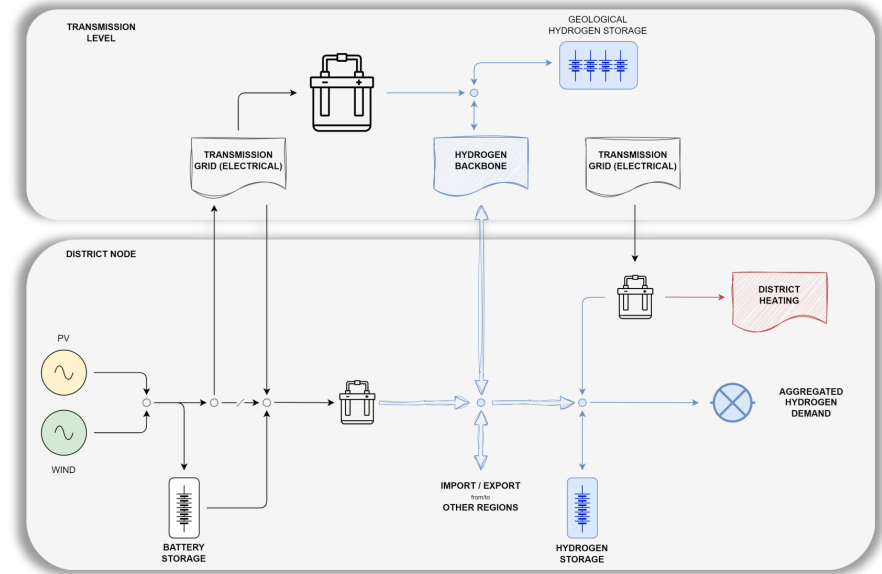 TRANSMISSION
LEVEL
GEOLOGICAL
HYDROGEN STORAGE
- +
TRANSMISSION
GRID (ELECTRICAL)
HYDROGEN
BACKBONE
TRANSMISSION
GRID (ELECTRICAL)
DISTRICT NODE
- +
DISTRICT
HEATING
PV
- +
AGGREGATED
HYDROGEN
DEMAND
WIND
IMPORT / EXPORT
from/to
OTHER REGIONS
BATTERY
STORAGE
HYDROGEN
STORAGE